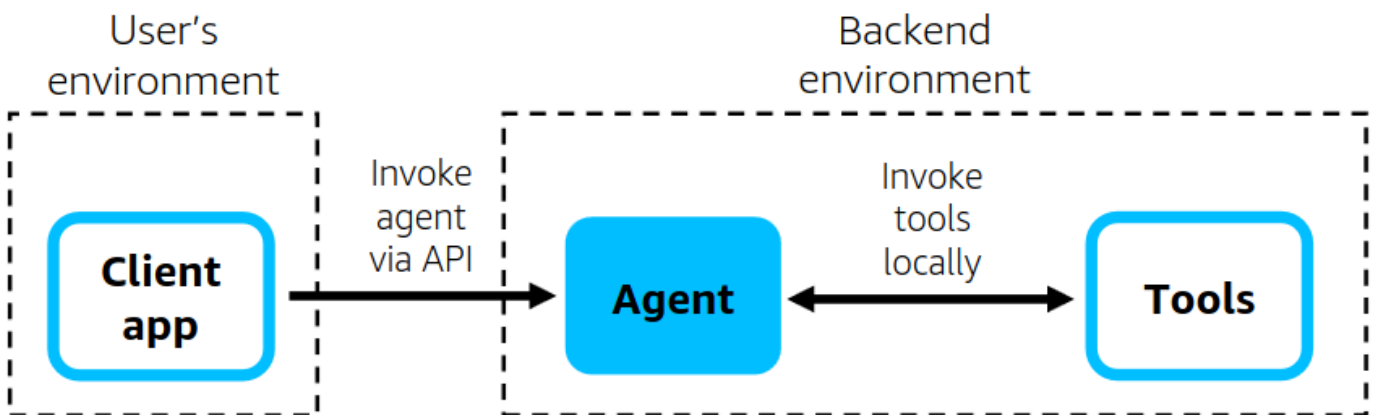 User’s
environment
Backend
environment
Invoke
agent
via API
Invoke
tools
locally
Client
app
Agent
Tools